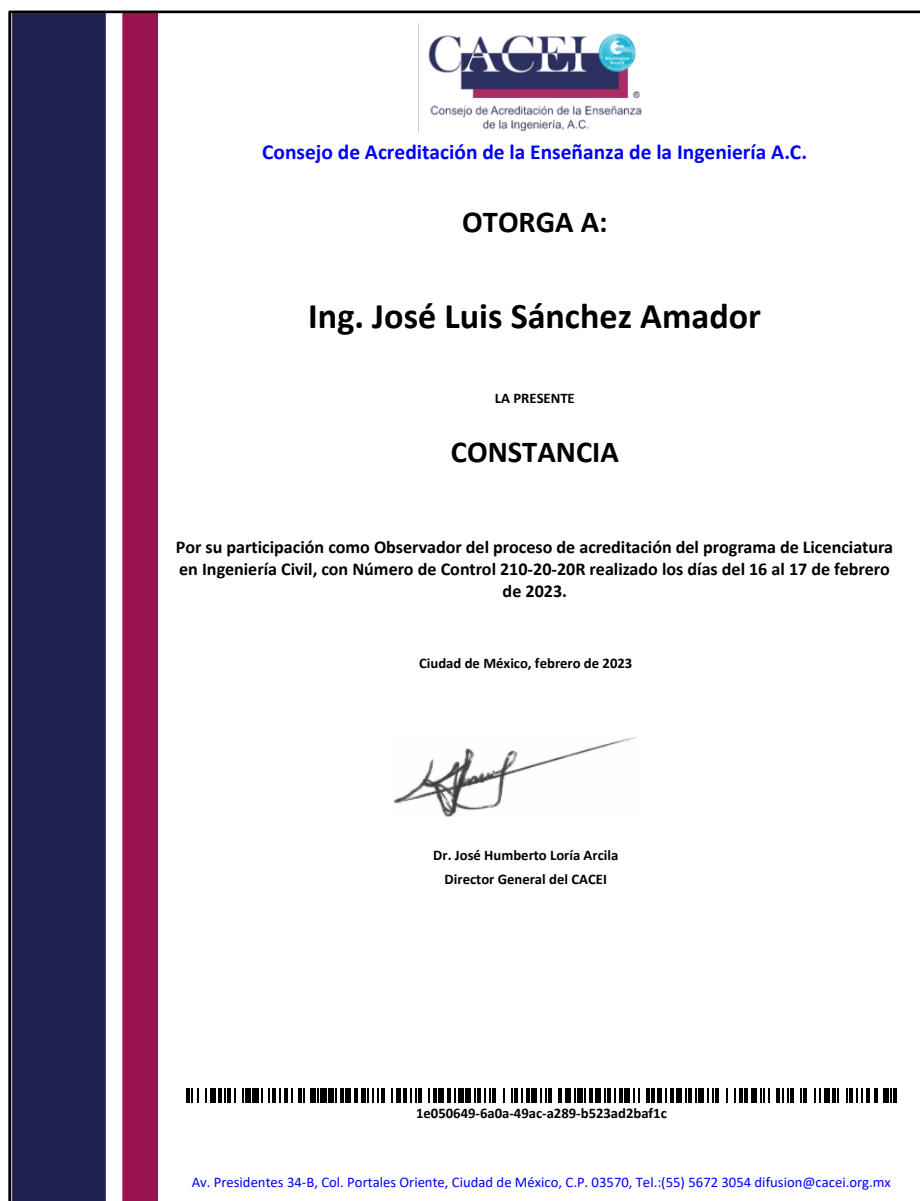 CACEI
Washington
Accord
®
Consejo de Acreditación de la Enseñanza
de la Ingeniería, A.C.
Consejo de Acreditación de la Enseñanza de la Ingeniería A.C.
OTORGA A:
Ing. José Luis Sánchez Amador
LA PRESENTE
CONSTANCIA
Por su participación como Observador del proceso de acreditación del programa de Licenciatura
en Ingeniería Civil, con Número de Control 210-20-20R realizado los días del 16 al 17 de febrero
de 2023.
Ciudad de México, febrero de 2023
Dr. José Humberto Loría Arcila
Director General del CACEI
1e050649-6a0a-49ac-a289-b523ad2baf1c
Av. Presidentes 34-B, Col. Portales Oriente, Ciudad de México, C.P. 03570, Tel.:(55) 5672 3054 difusion@cacei.org.mx